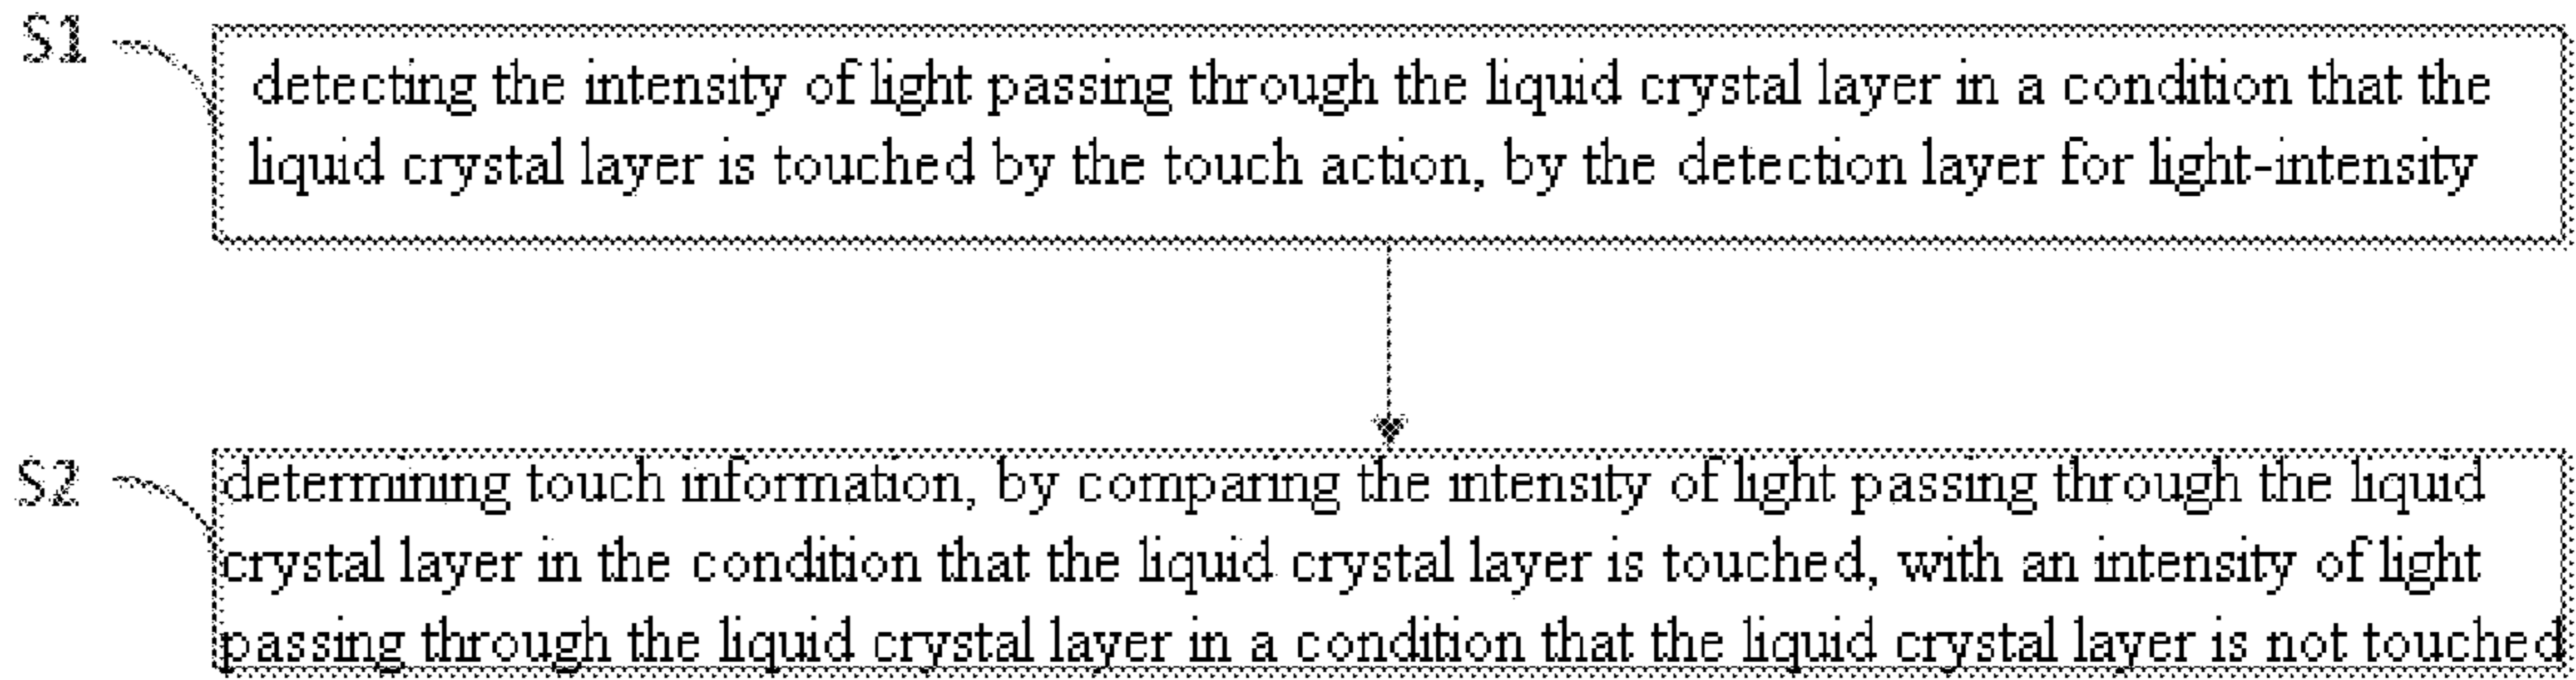 S1
detecting the intensity of light passing through the liquid crystal layer in a condition that the
liquid crystal layer is touched by the touch action, by the detection layer for light-intensity
S2
determining touch information, by comparing the intensity of light passing through the liquid
crystal layer in the condition that the liquid crystal layer is touched, with an intensity of light
passing through the liquid crystal layer in a condition that the liquid crystal layer is not touched